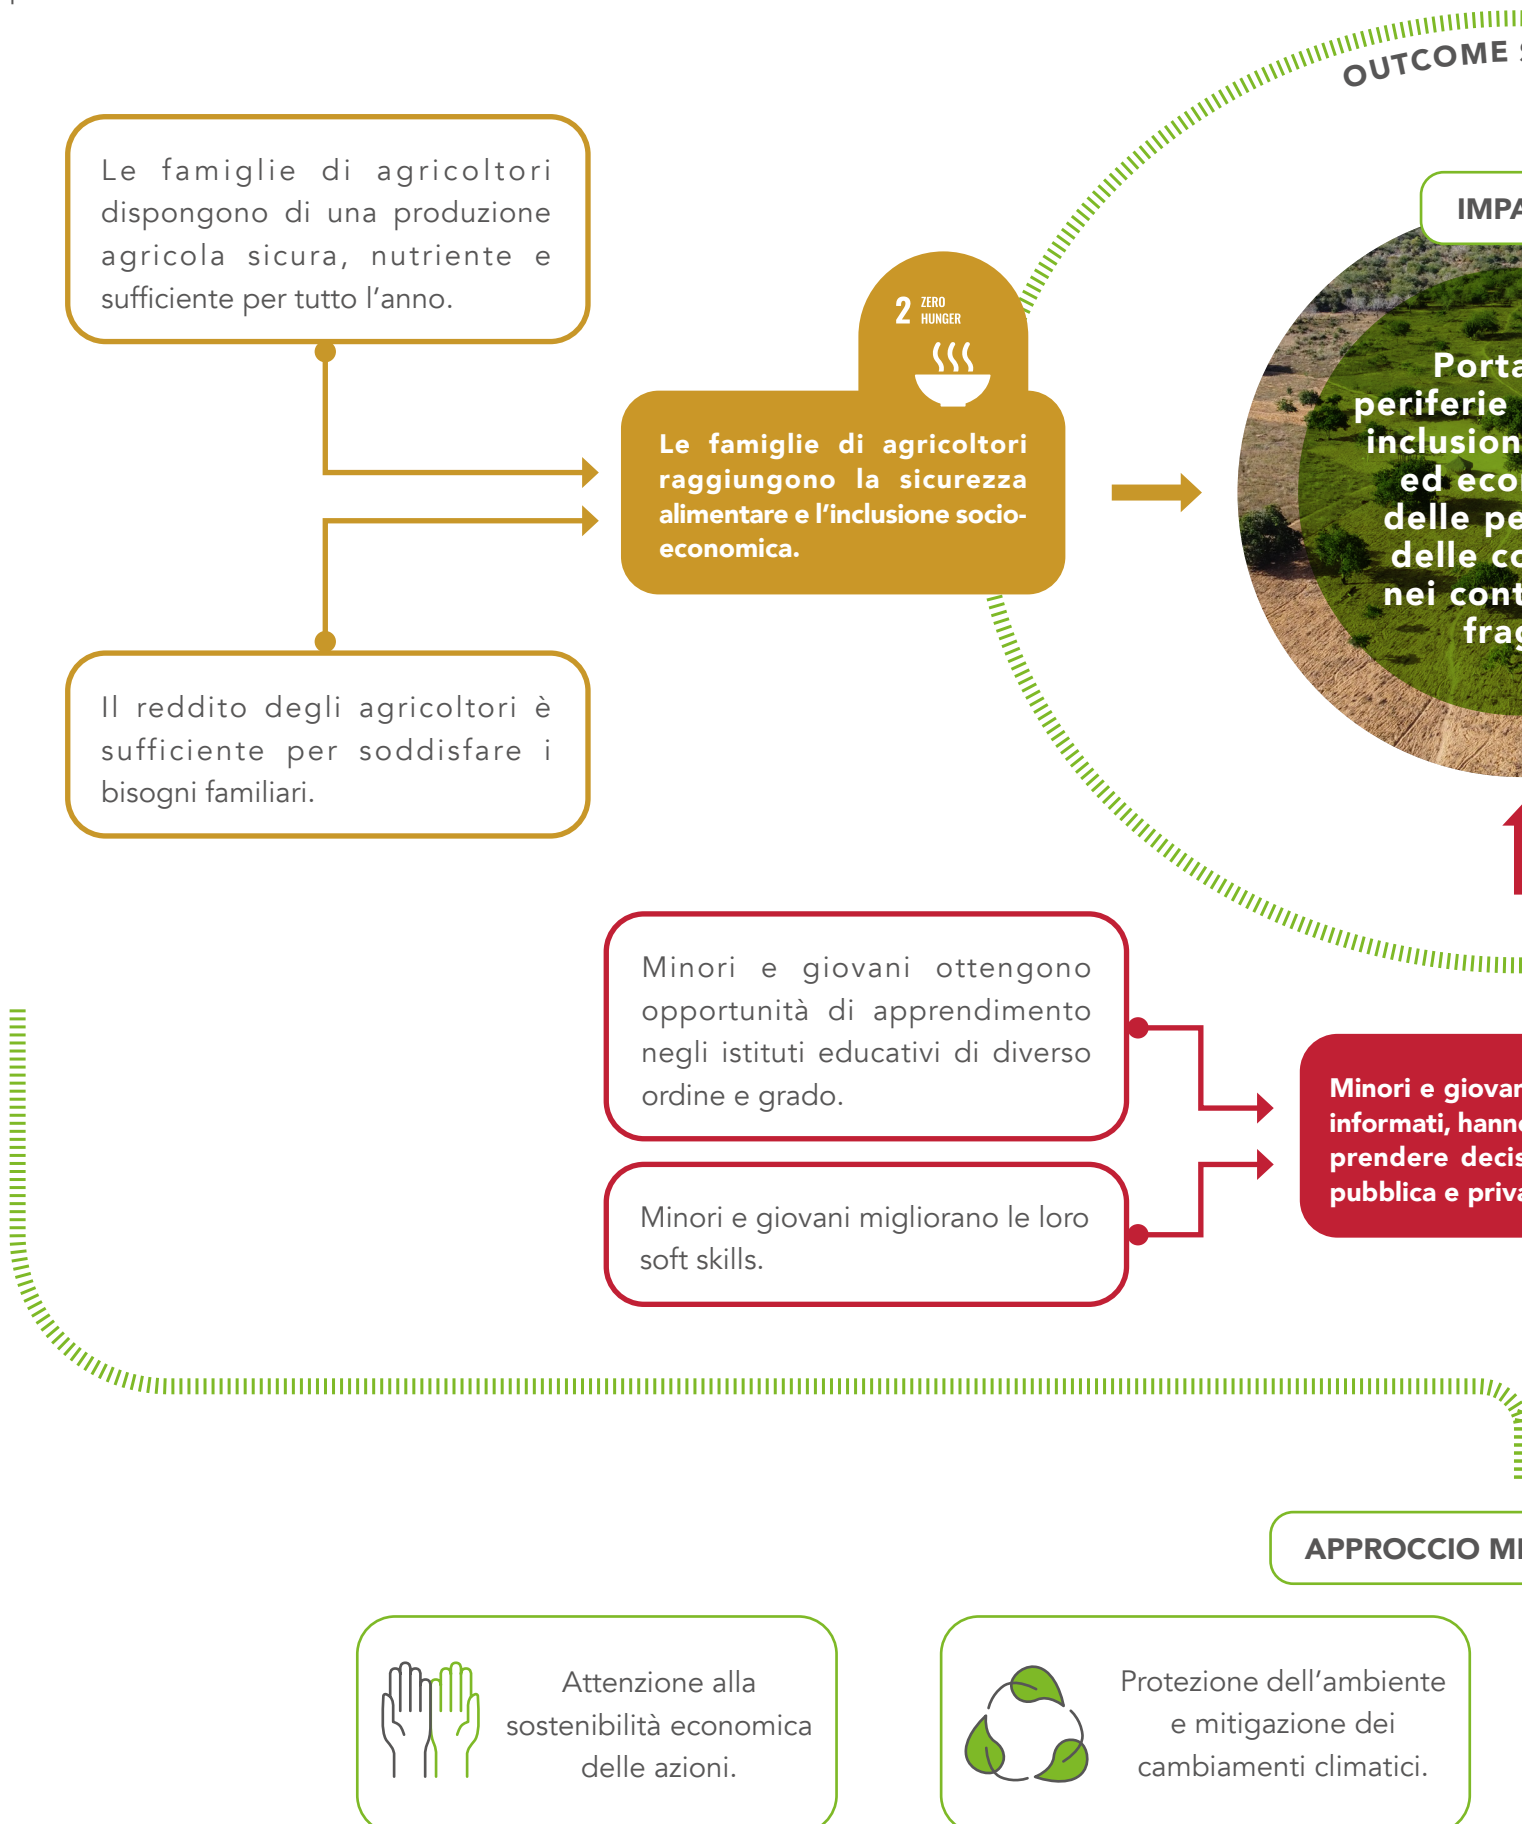 OUTCOME
Le famiglie di agricoltori
dispongono di una produzione
agricola sicura, nutriente e
sufficiente per tutto l’anno.
IMPA
2 ZERO
HUNGER
Le famiglie di agricoltori
raggiungono la sicurezza
alimentare e l’inclusione socio-
economica.
Porta
periferie
inclusion
ed econ
delle pe
delle co
nei cont
frag
Il reddito degli agricoltori è
sufficiente per soddisfare i
bisogni familiari.
Minori e giovani ottengono
opportunità di apprendimento
negli istituti educativi di diverso
ordine e grado.
Minori e giovani migliorano le loro
soft skills.
Minori e giovan
informati, hanno
prendere decis
pubblica e priva
APPROCCIO
Attenzione alla
sostenibilità economica
delle azioni.
Protezione dell’ambiente
e mitigazione dei
cambiamenti climatici.